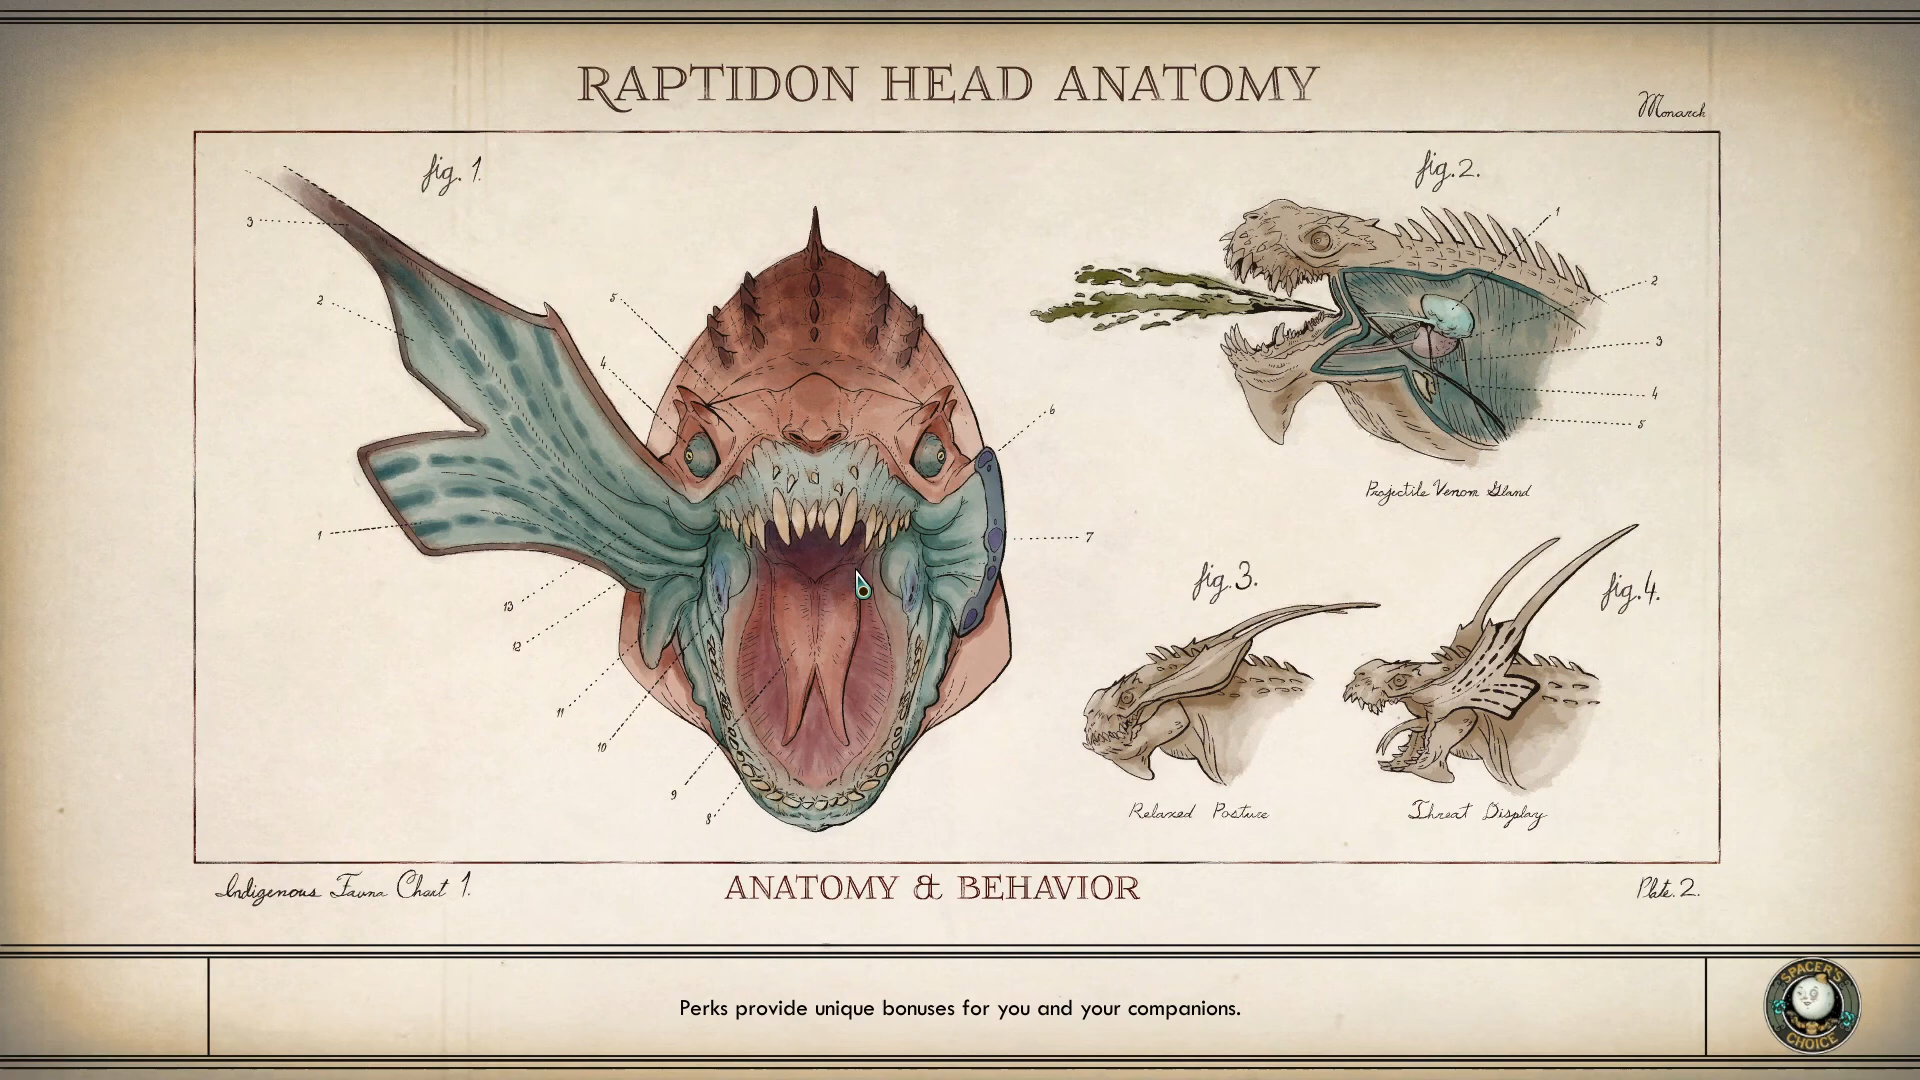 RAPTIDON HEAD ANATOMY
Monarch
fig. 1.
fig. 2.
3
2
5
4
1
13
12
11
10
9
8
6
7
1
2
3
4
5
Projectile Venom Gland
fig. 3.
fig. 4.
Relaxed Posture
Threat Display
Indigenous Fauna Chart 1.
ANATOMY & BEHAVIOR
Plate. 2.
Perks provide unique bonuses for you and your companions.
SPACER'S
CHOICE